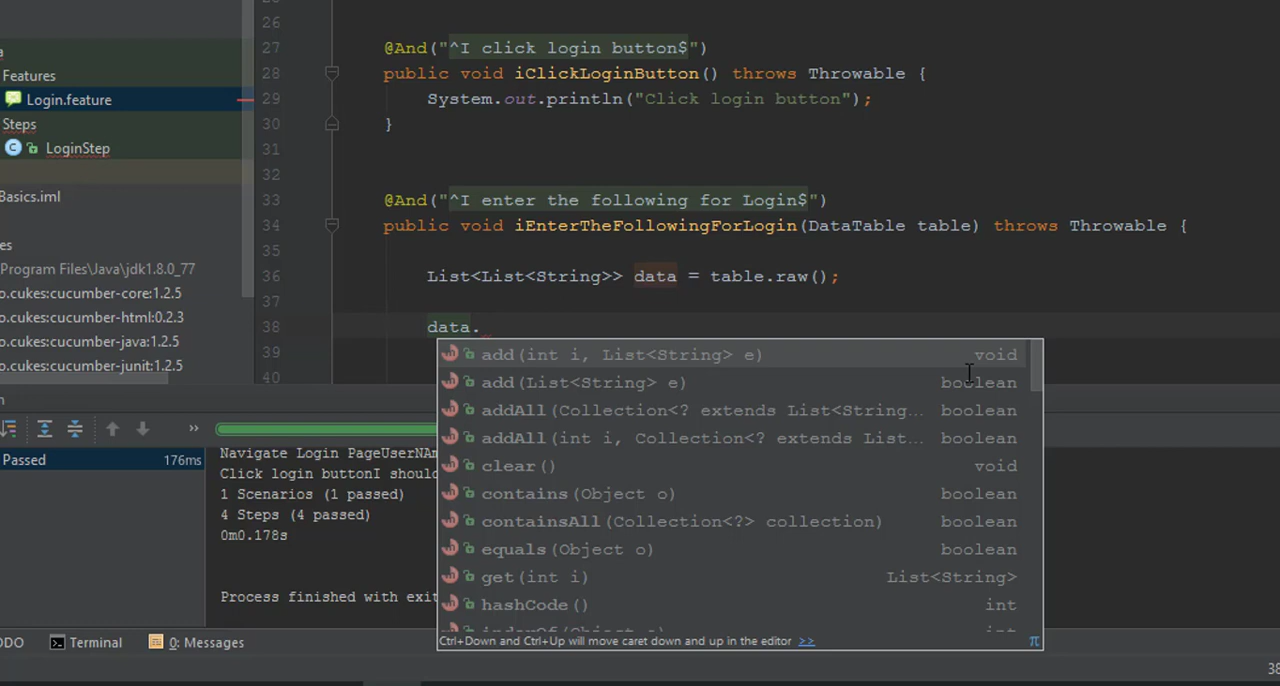 26
27 @And("^I click login button$")
28 public void iClickLoginButton() throws Throwable {
29 System.out.println("Click login button");
30 }
31
32
33 @And("^I enter the following for Login$")
34 public void iEnterTheFollowingForLogin(DataTable table) throws Throwable {
35
36 List<List<String>> data = table.raw();
37
38 data.
39
40
a
Features
Login.feature
Steps
LoginStep
Basics.iml
es
Program Files\Java\jdk1.8.0_77
o.cukes:cucumber-core:1.2.5
o.cukes:cucumber-html:0.2.3
o.cukes:cucumber-java:1.2.5
o.cukes:cucumber-junit:1.2.5
add(int i, List<String> e) void
add(List<String> e) boolean
addAll(Collection<? extends List<String... boolean
addAll(int i, Collection<? extends List... boolean
clear() void
contains(Object o) boolean
containsAll(Collection<?> collection) boolean
equals(Object o) boolean
get(int i) List<String>
hashCode() int
indexOf(Object o) int
Ctrl+Down and Ctrl+Up will move caret down and up in the editor >>
π
n
»
Passed 176ms
Navigate Login PageUserNAm
Click login buttonI shoul
1 Scenarios (1 passed)
4 Steps (4 passed)
0m0.178s
Process finished with exit
ODO Terminal 0: Messages
38